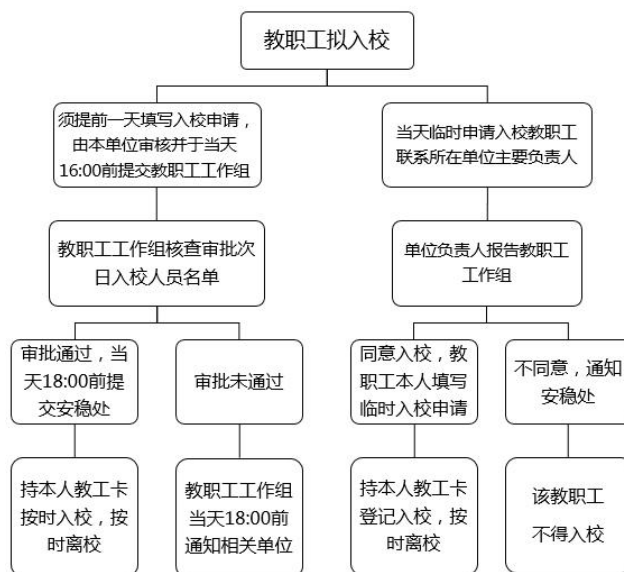 教职工拟入校
须提前一天填写入校申请，
由本单位审核并于当天
16:00前提交教职工工作组
当天临时申请入校教职工
联系所在单位主要负责人
教职工工作组核查审批次
日入校人员名单
单位负责人报告教职工
工作组
审批通过，当
天18:00前提
交安稳处
审批未通过
同意入校，教
职工本人填写
临时入校申请
不同意，通知
安稳处
持本人教工卡
按时入校，按
时离校
教职工工作组
当天18:00前
通知相关单位
持本人教工卡
登记入校，按
时离校
该教职工
不得入校